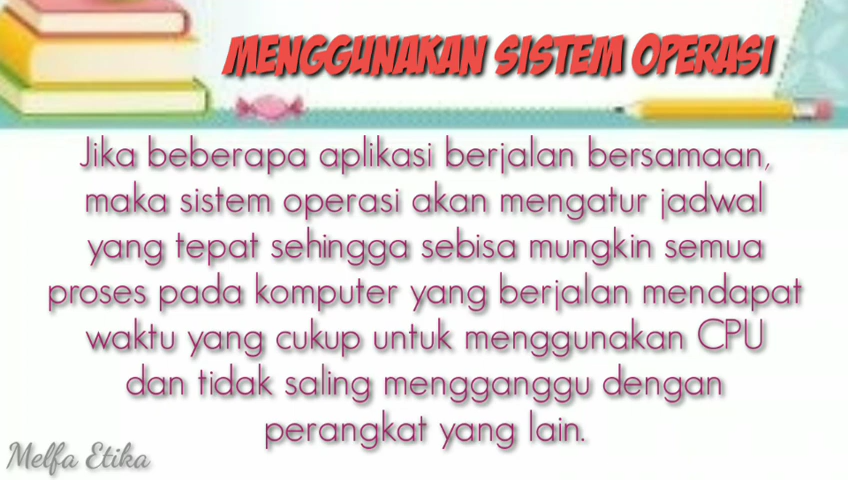 MENGGUNAKAN SISTEM OPERASI
Jika beberapa aplikasi berjalan bersamaan,
maka sistem operasi akan mengatur jadwal
yang tepat sehingga sebisa mungkin semua
proses pada komputer yang berjalan mendapat
waktu yang cukup untuk menggunakan CPU
dan tidak saling mengganggu dengan
perangkat yang lain.
Melfa Etika